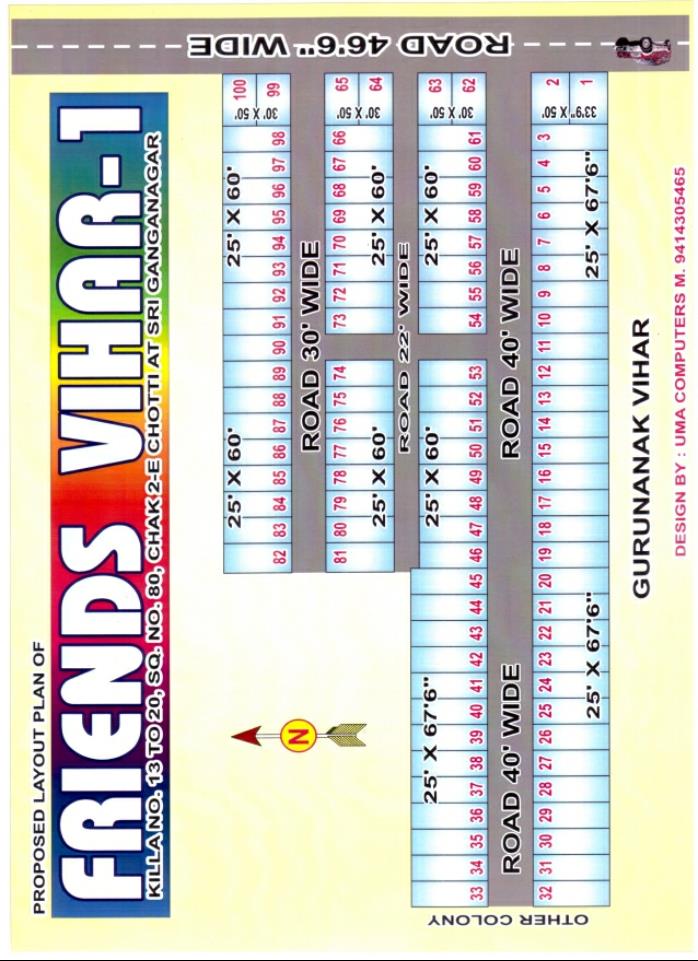 PROPOSED LAYOUT PLAN OF
FRIENDS VIHAR-1
KILLA NO. 13 TO 20, SQ. NO. 80, CHAK 2-E CHOTTI AT SRI GANGANAGAR
ROAD 46'6" WIDE
100 99
30' X 50'
82 83 84 85 86 87 88 89 90 91 92 93 94 95 96 97 98
25' X 60' 25' X 60'
ROAD 30' WIDE
65 64
30' X 50'
81 80 79 78 77 76 75 74 73 72 71 70 69 68 67 66
25' X 60' 25' X 60'
ROAD 22' WIDE
63 62
30' X 50'
25' X 67'6" 25' X 60' 25' X 60'
33 34 35 36 37 38 39 40 41 42 43 44 45 46 47 48 49 50 51 52 53 54 55 56 57 58 59 60 61
ROAD 40' WIDE ROAD 40' WIDE
2 1
30' X 50' 33'9"
32 31 30 29 28 27 26 25 24 23 22 21 20 19 18 17 16 15 14 13 12 11 10 9 8 7 6 5 4 3
25' X 67'6" 25' X 67'6"
N
OTHER COLONY
GURUNANAK VIHAR
DESIGN BY : UMA COMPUTERS M. 9414305465